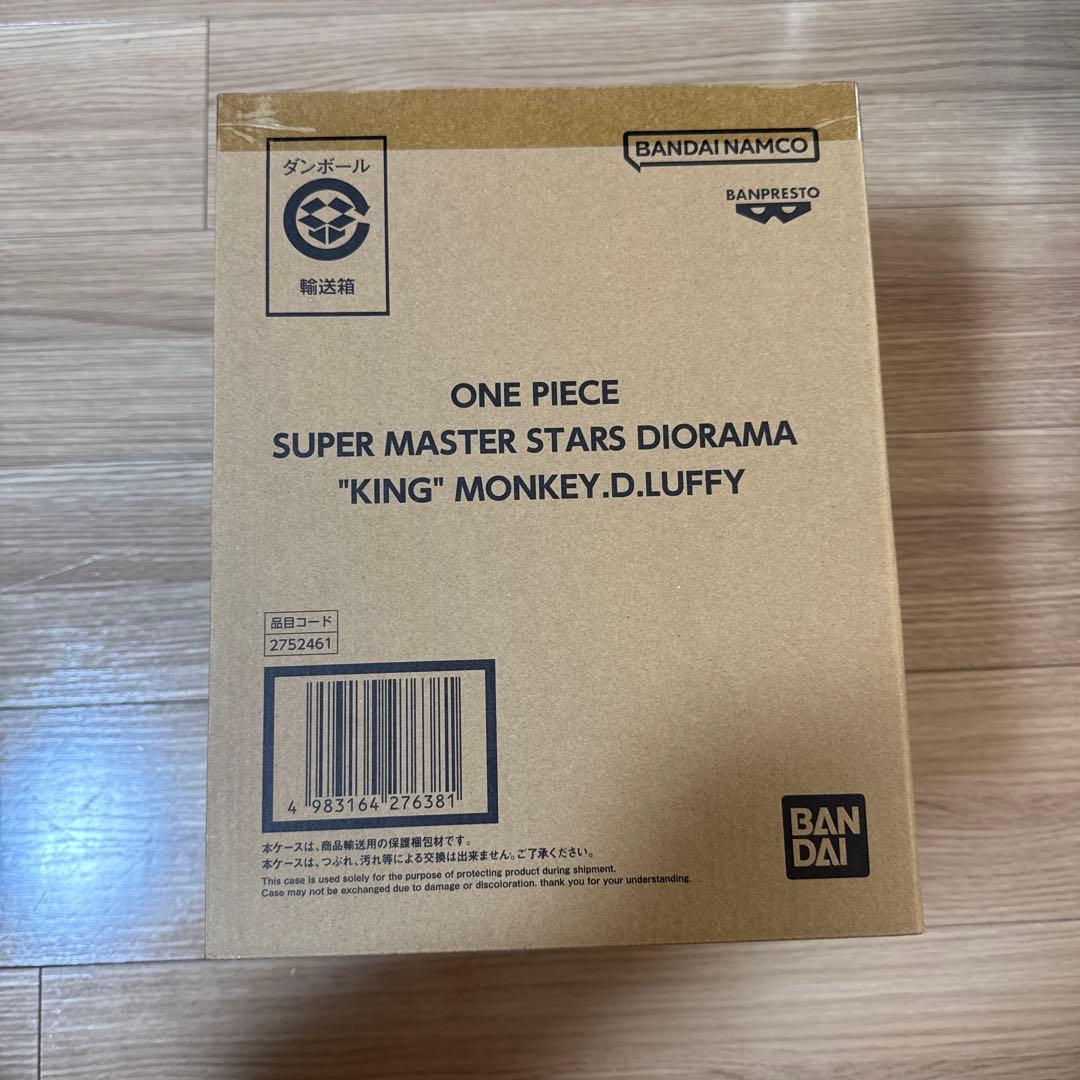 ダンボール
輸送箱
BANDAI NAMCO
BANPRESTO
ONE PIECE
SUPER MASTER STARS DIORAMA
"KING" MONKEY.D.LUFFY
品目コード
2752461
4 983164 276381
本ケースは、商品輸送用の保護梱包材です。
本ケースは、つぶれ、汚れ等による交換は出来ません。ご了承ください。
This case is used solely for the purpose of protecting product during shipment.
Case may not be exchanged due to damage or discoloration. thank you for your understanding.
BAN
DAI